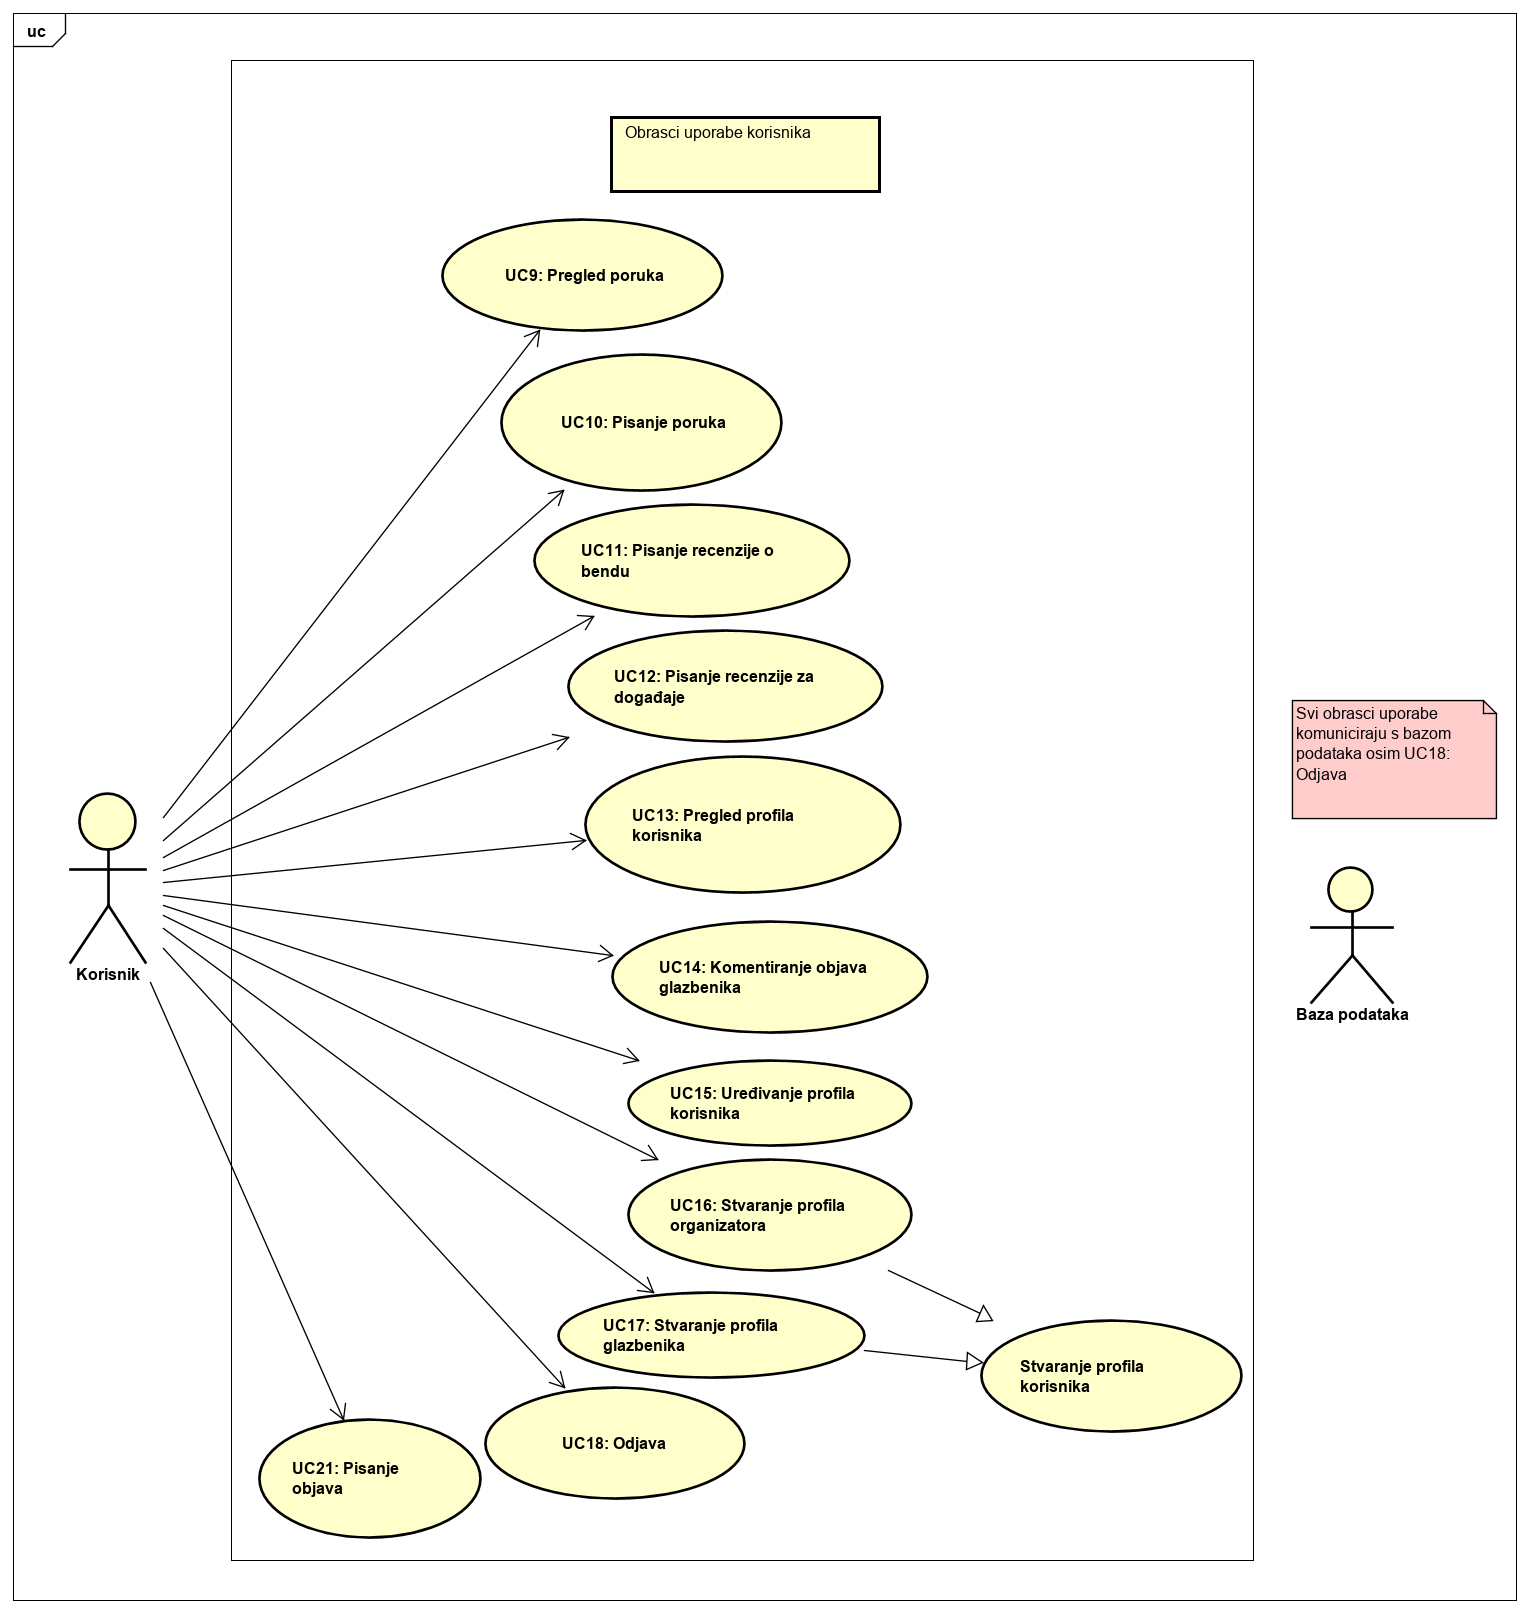 uc
Obrasci uporabe korisnika
UC9: Pregled poruka
UC10: Pisanje poruka
UC11: Pisanje recenzije o
bendu
UC12: Pisanje recenzije za
događaje
Svi obrasci uporabe
komuniciraju s bazom
podataka osim UC18:
Odjava
UC13: Pregled profila
korisnika
Korisnik
UC14: Komentiranje objava
glazbenika
Baza podataka
UC15: Uređivanje profila
korisnika
UC16: Stvaranje profila
organizatora
UC17: Stvaranje profila
glazbenika
Stvaranje profila
korisnika
UC18: Odjava
UC21: Pisanje
objava